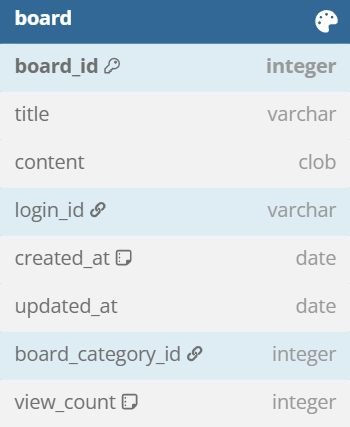 board
board_id integer
title varchar
content clob
login_id varchar
created_at date
updated_at date
board_category_id integer
view_count integer